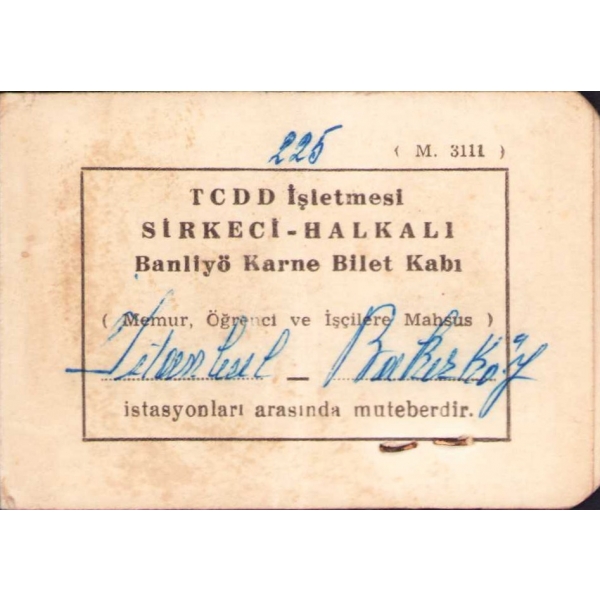 225
( M. 3111 )
TCDD İşletmesi
SİRKECİ-HALKALI
Banliyö Karne Bilet Kabı
( Memur, Öğrenci ve İşçilere Mahsus )
İstanbul — Bakırköy
istasyonları arasında muteberdir.